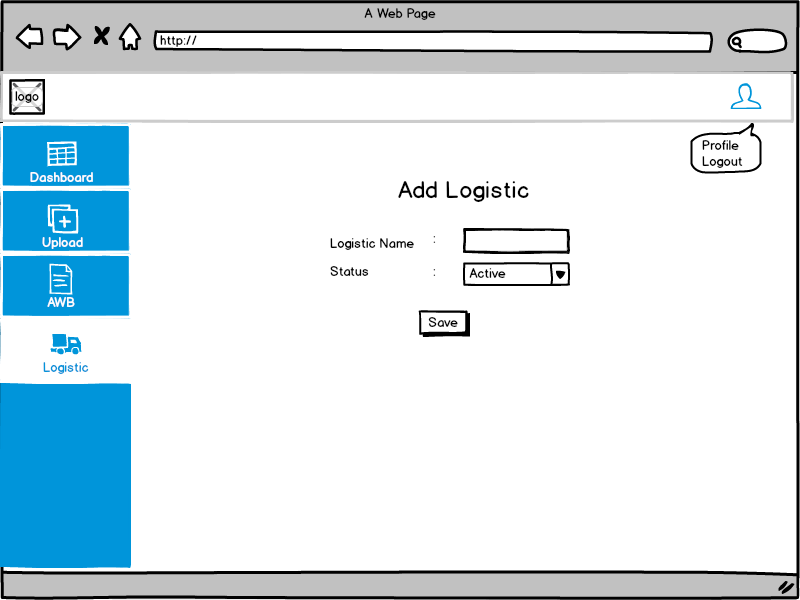 A Web Page
http://
logo
Profile
Logout
Dashboard
Upload
AWB
Logistic
Add Logistic
Logistic Name :
Status : Active
Save